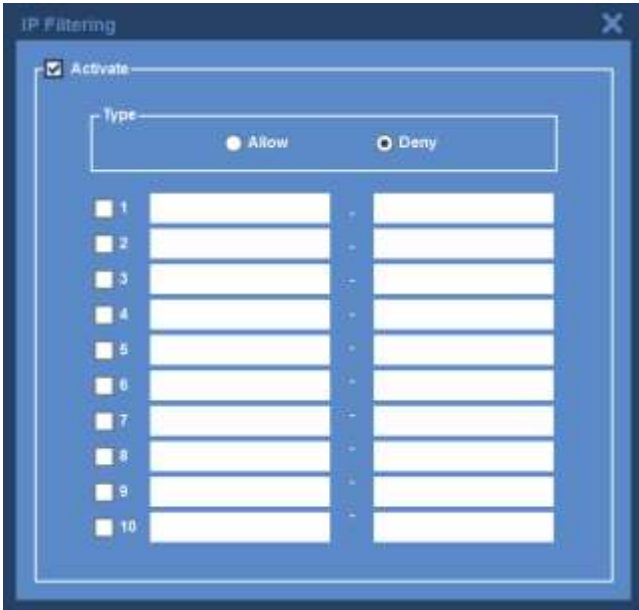 IP Filtering
Activate
Type
Allow Deny
1 -
2 -
3 -
4 -
5 -
6 -
7 -
8 -
9 -
10 -